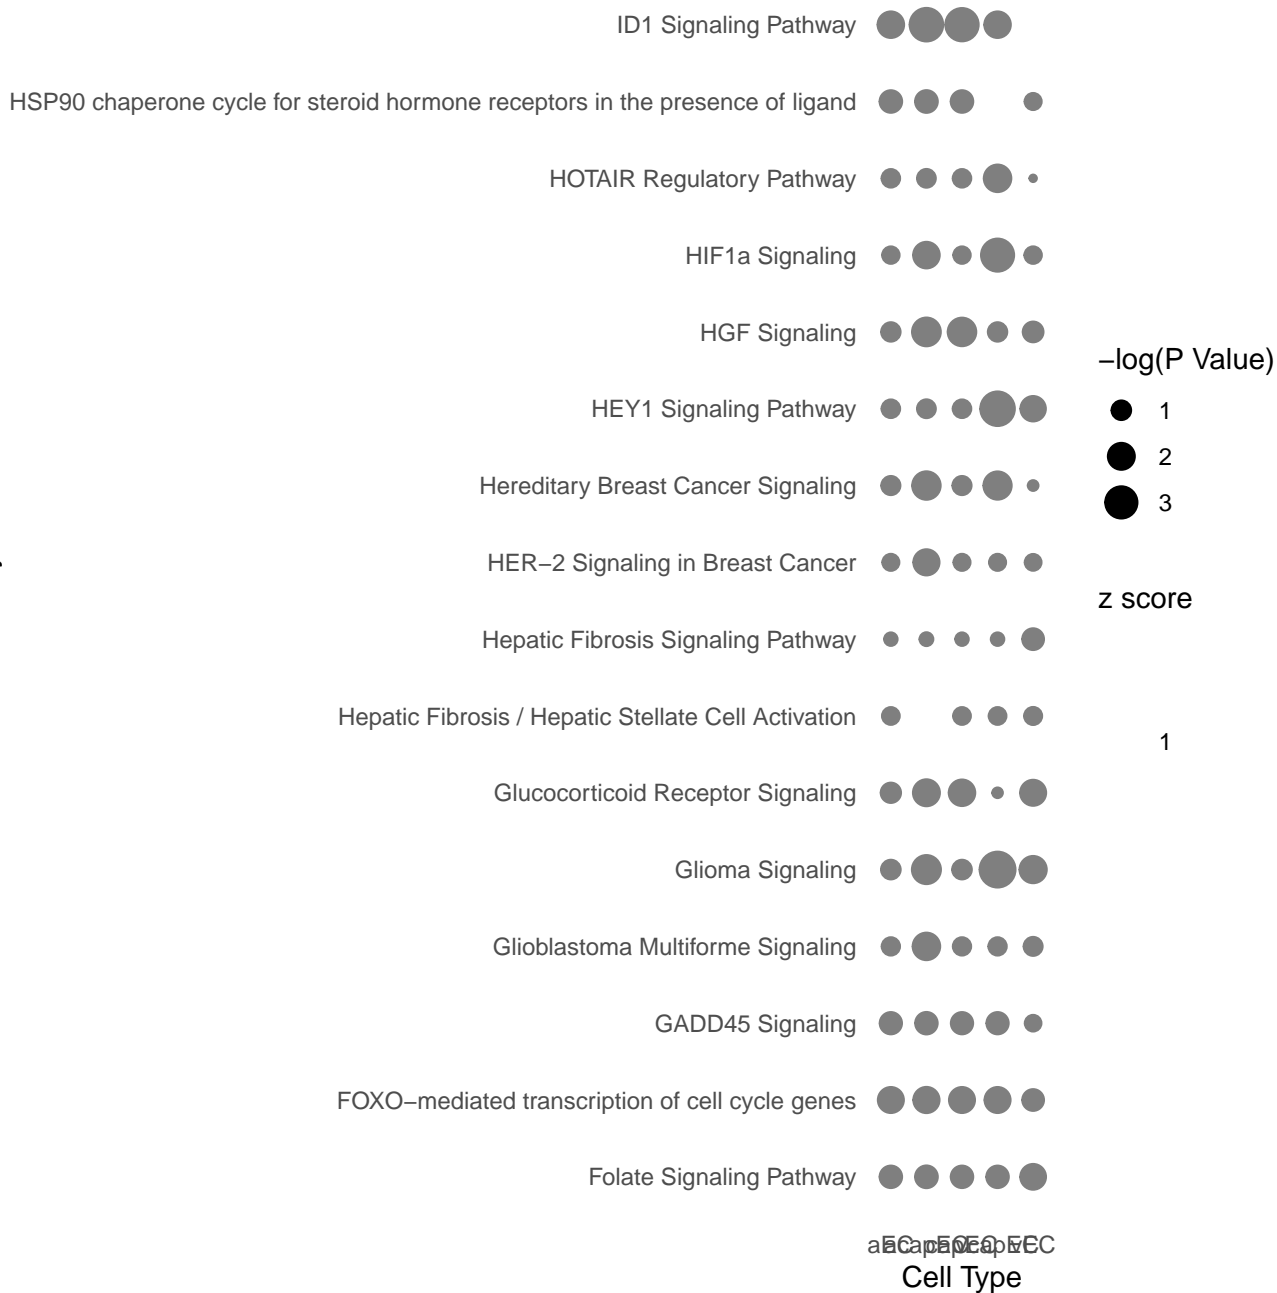 ID1 Signaling Pathway
HSP90 chaperone cycle for steroid hormone receptors in the presence of ligand
HOTAIR Regulatory Pathway
HIF1a Signaling
HGF Signaling
HEY1 Signaling Pathway
Hereditary Breast Cancer Signaling
HER−2 Signaling in Breast Cancer
Hepatic Fibrosis Signaling Pathway
Hepatic Fibrosis / Hepatic Stellate Cell Activation
Glucocorticoid Receptor Signaling
Glioma Signaling
Glioblastoma Multiforme Signaling
GADD45 Signaling
FOXO−mediated transcription of cell cycle genes
Folate Signaling Pathway
Cell Type
−log(P Value)
1
2
3
z score
1